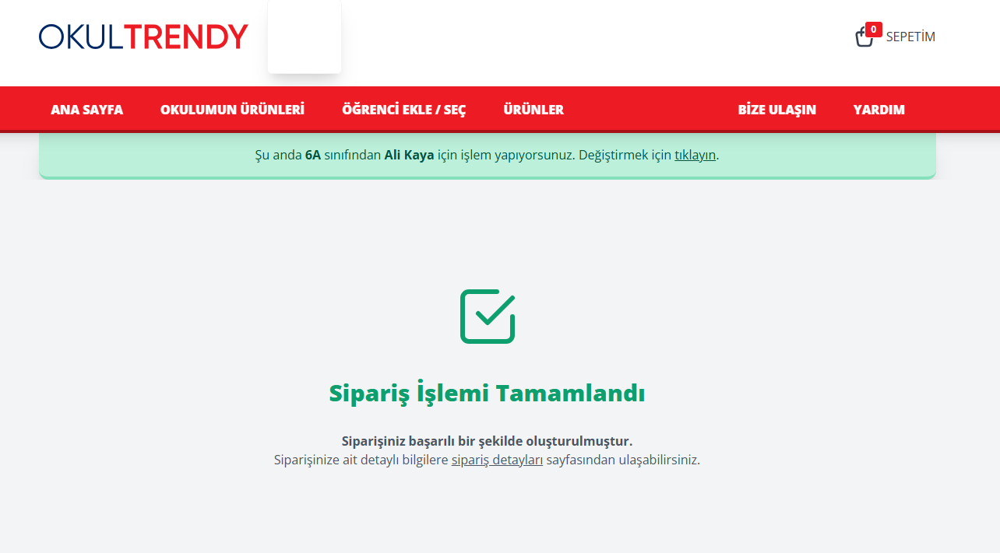 OKULTRENDY
0 SEPETİM
ANA SAYFA OKULUMUN ÜRÜNLERİ ÖĞRENCİ EKLE / SEÇ ÜRÜNLER BİZE ULAŞIN YARDIM
Şu anda 6A sınıfından Ali Kaya için işlem yapıyorsunuz. Değiştirmek için tıklayın.
Sipariş İşlemi Tamamlandı
Siparişiniz başarılı bir şekilde oluşturulmuştur.
Siparişinize ait detaylı bilgilere sipariş detayları sayfasından ulaşabilirsiniz.